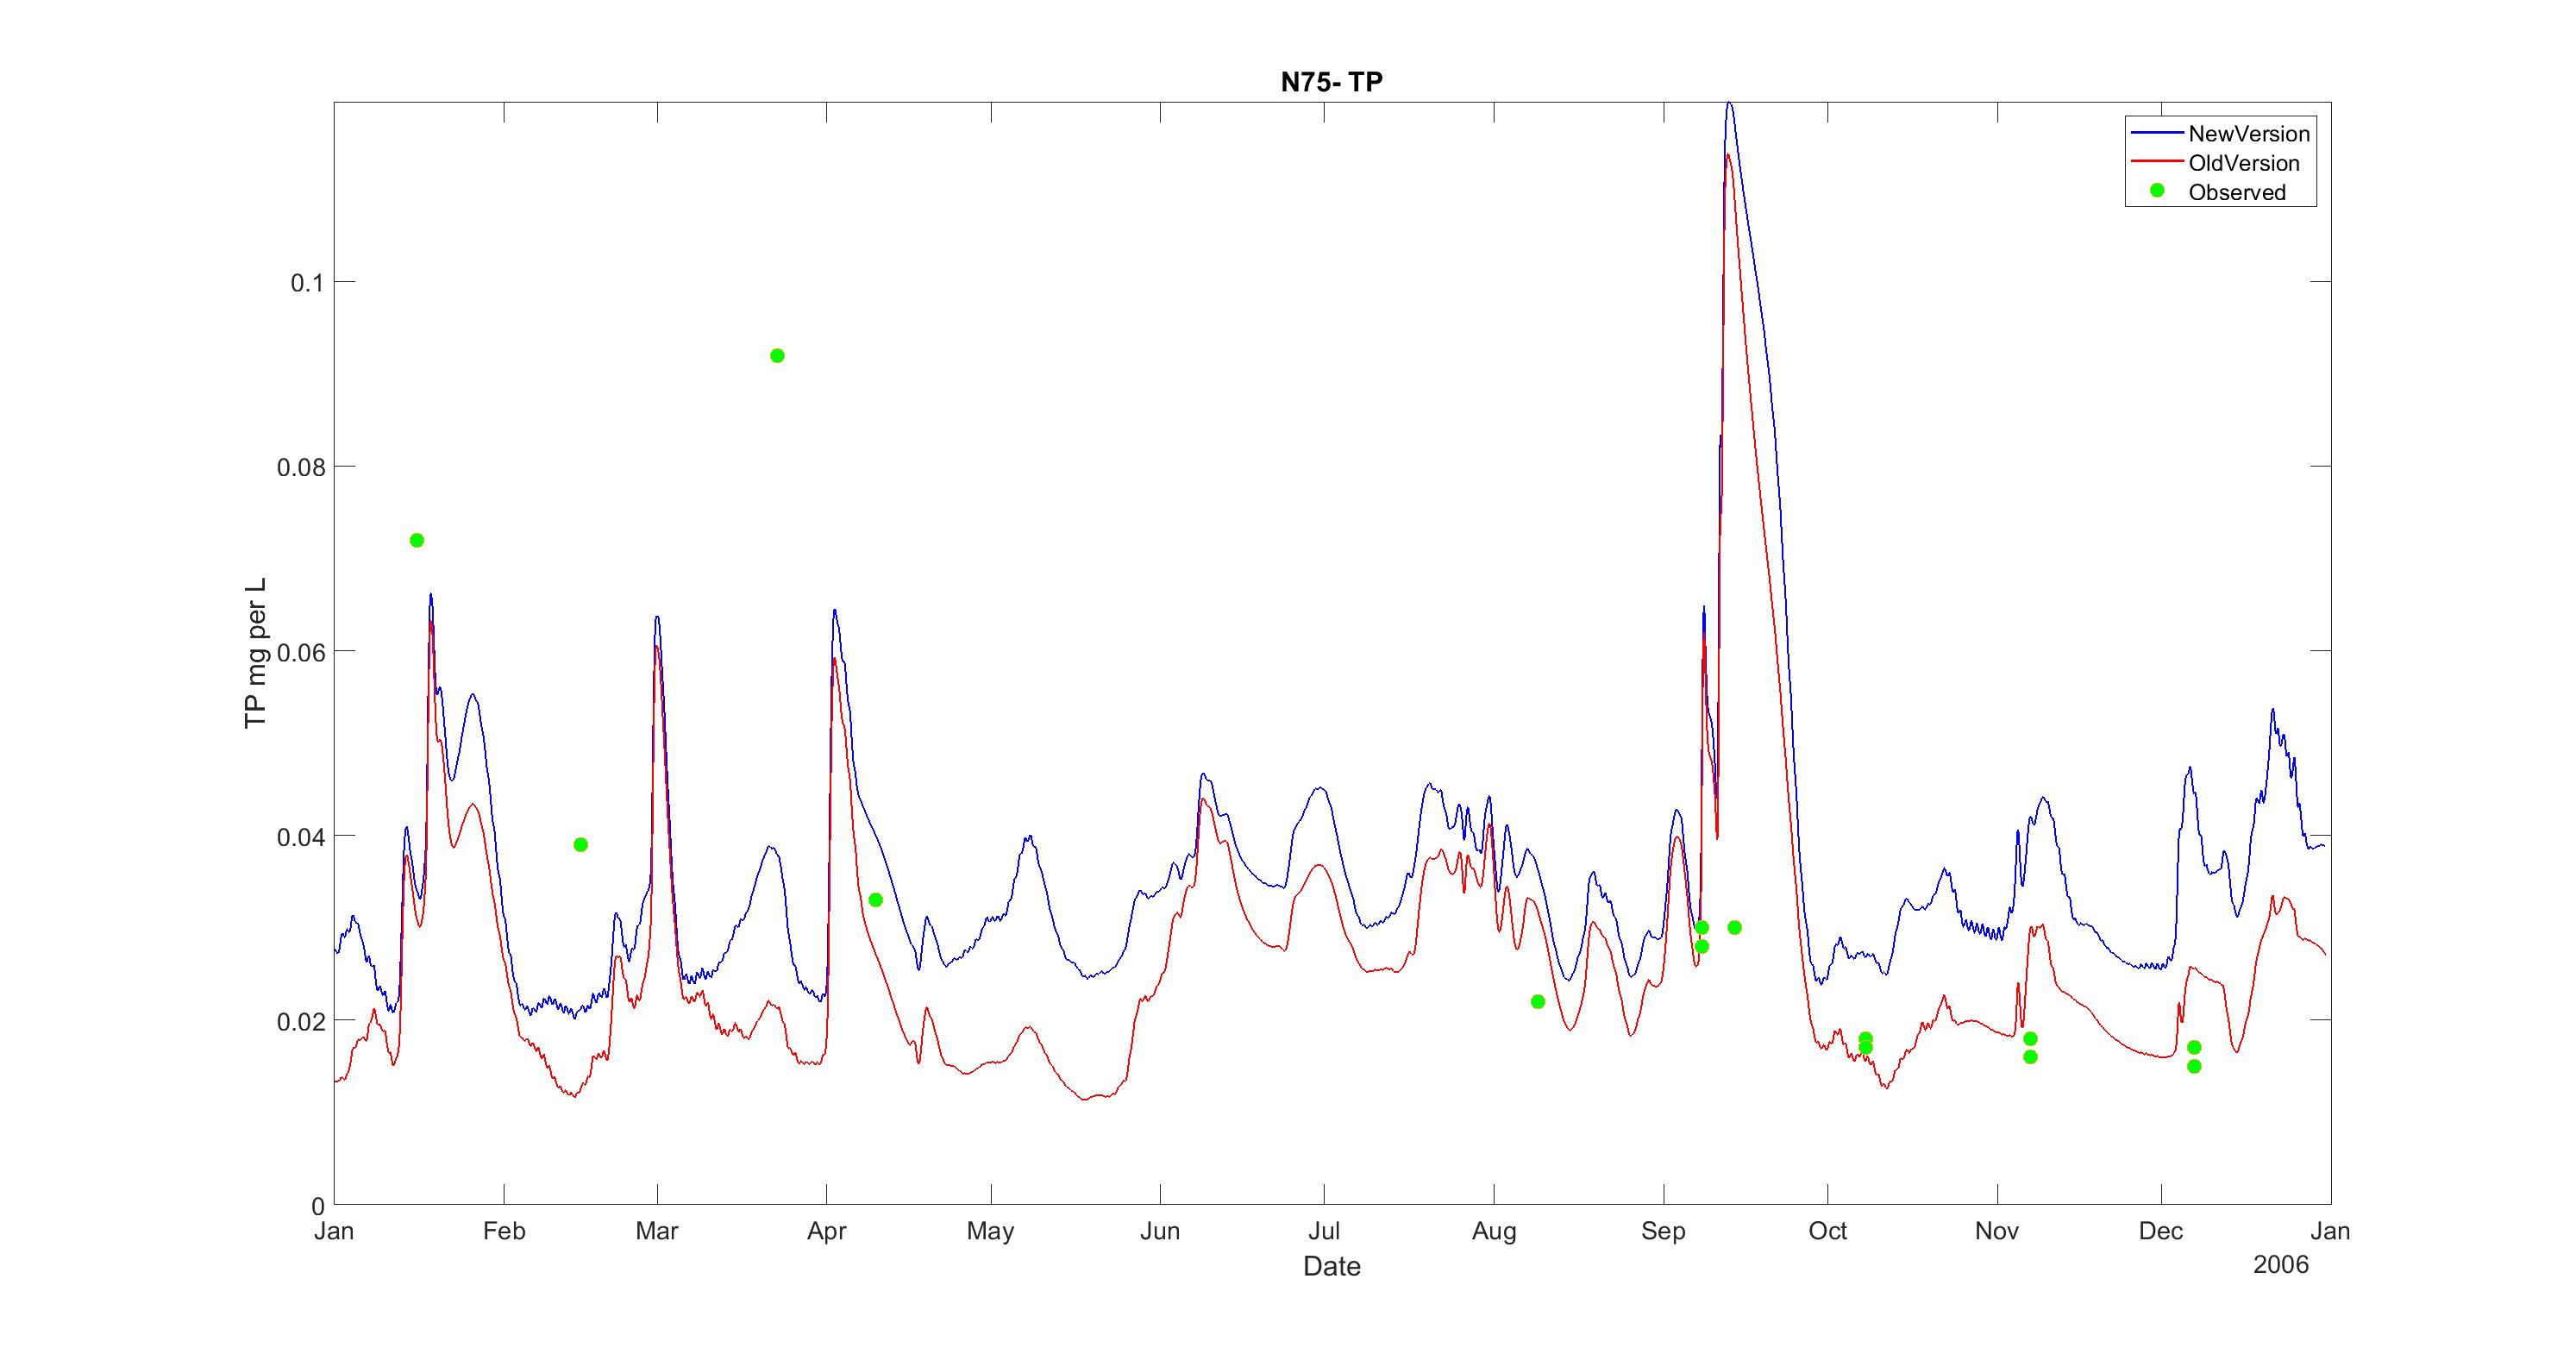 N75- TP
NewVersion
OldVersion
Observed
TP mg per L
0.1
0.08
0.06
0.04
0.02
0
Jan Feb Mar Apr May Jun Jul Aug Sep Oct Nov Dec Jan
Date
2006